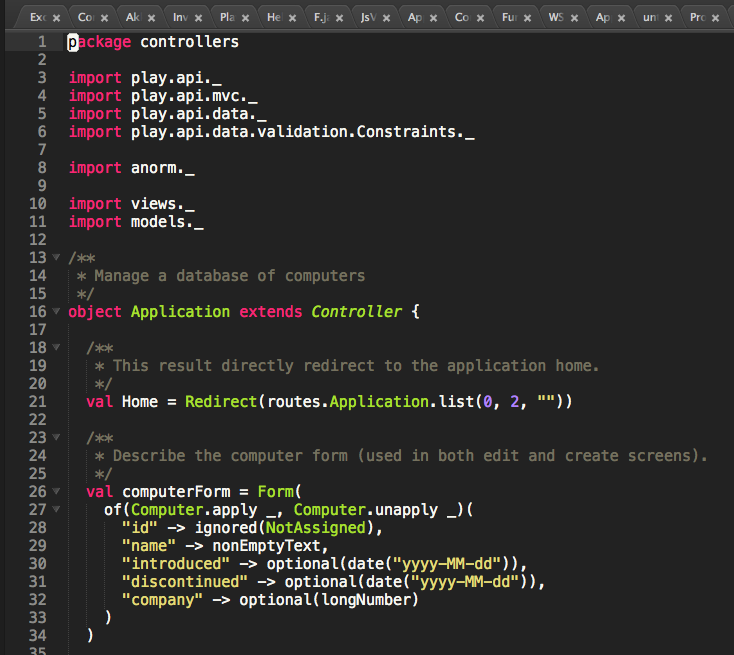 Ex Co Ak Inv Pla He F.ja JsV Ap Co Fu WS Ap un Pro
1 package controllers
2
3 import play.api._
4 import play.api.mvc._
5 import play.api.data._
6 import play.api.data.validation.Constraints._
7
8 import anorm._
9
10 import views._
11 import models._
12
13 /**
14 * Manage a database of computers
15 */
16 object Application extends Controller {
17
18 /**
19 * This result directly redirect to the application home.
20 */
21 val Home = Redirect(routes.Application.list(0, 2, ""))
22
23 /**
24 * Describe the computer form (used in both edit and create screens).
25 */
26 val computerForm = Form(
27 of(Computer.apply _, Computer.unapply _)(
28 "id" -> ignored(NotAssigned),
29 "name" -> nonEmptyText,
30 "introduced" -> optional(date("yyyy-MM-dd")),
31 "discontinued" -> optional(date("yyyy-MM-dd")),
32 "company" -> optional(longNumber)
33 )
34 )
35